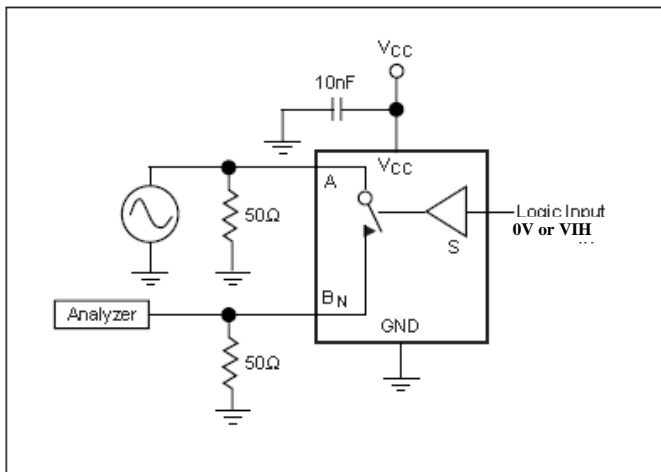 VCC
10nF
VCC
A
50Ω
Logic Input
0V or VIH
S
Analyzer
BN
GND
50Ω